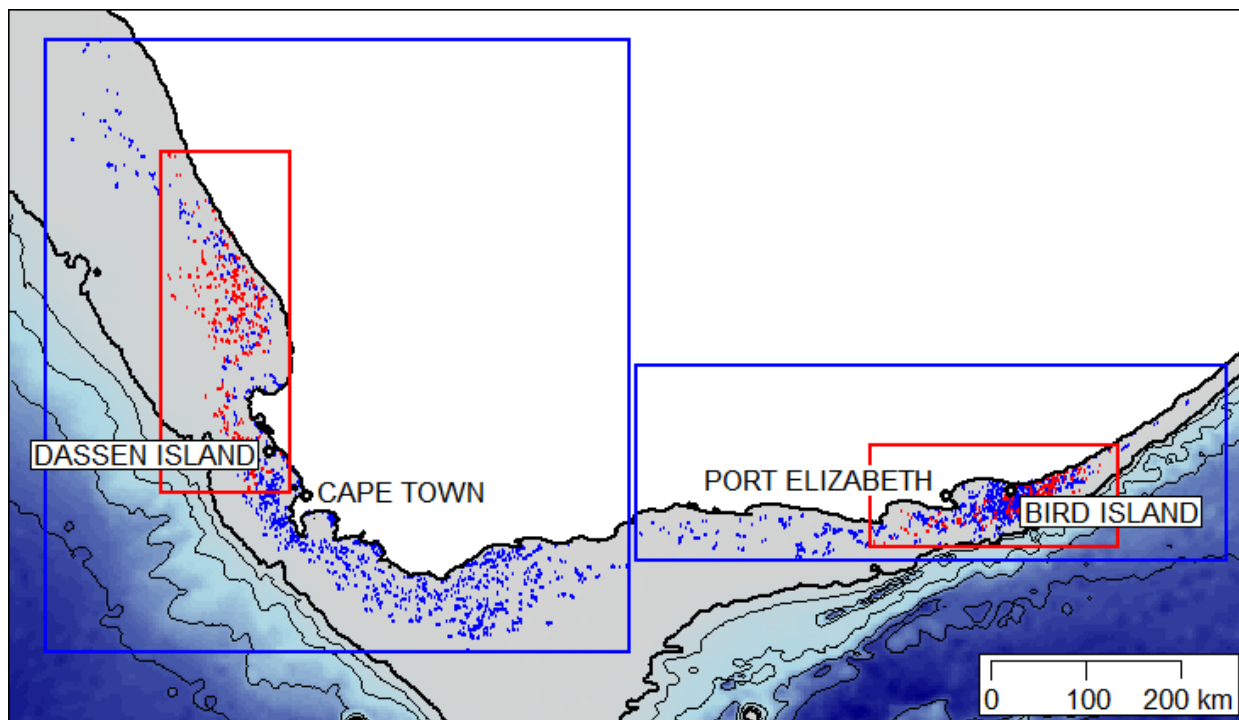 DASSEN ISLAND
CAPE TOWN
PORT ELIZABETH
BIRD ISLAND
0 100 200 km